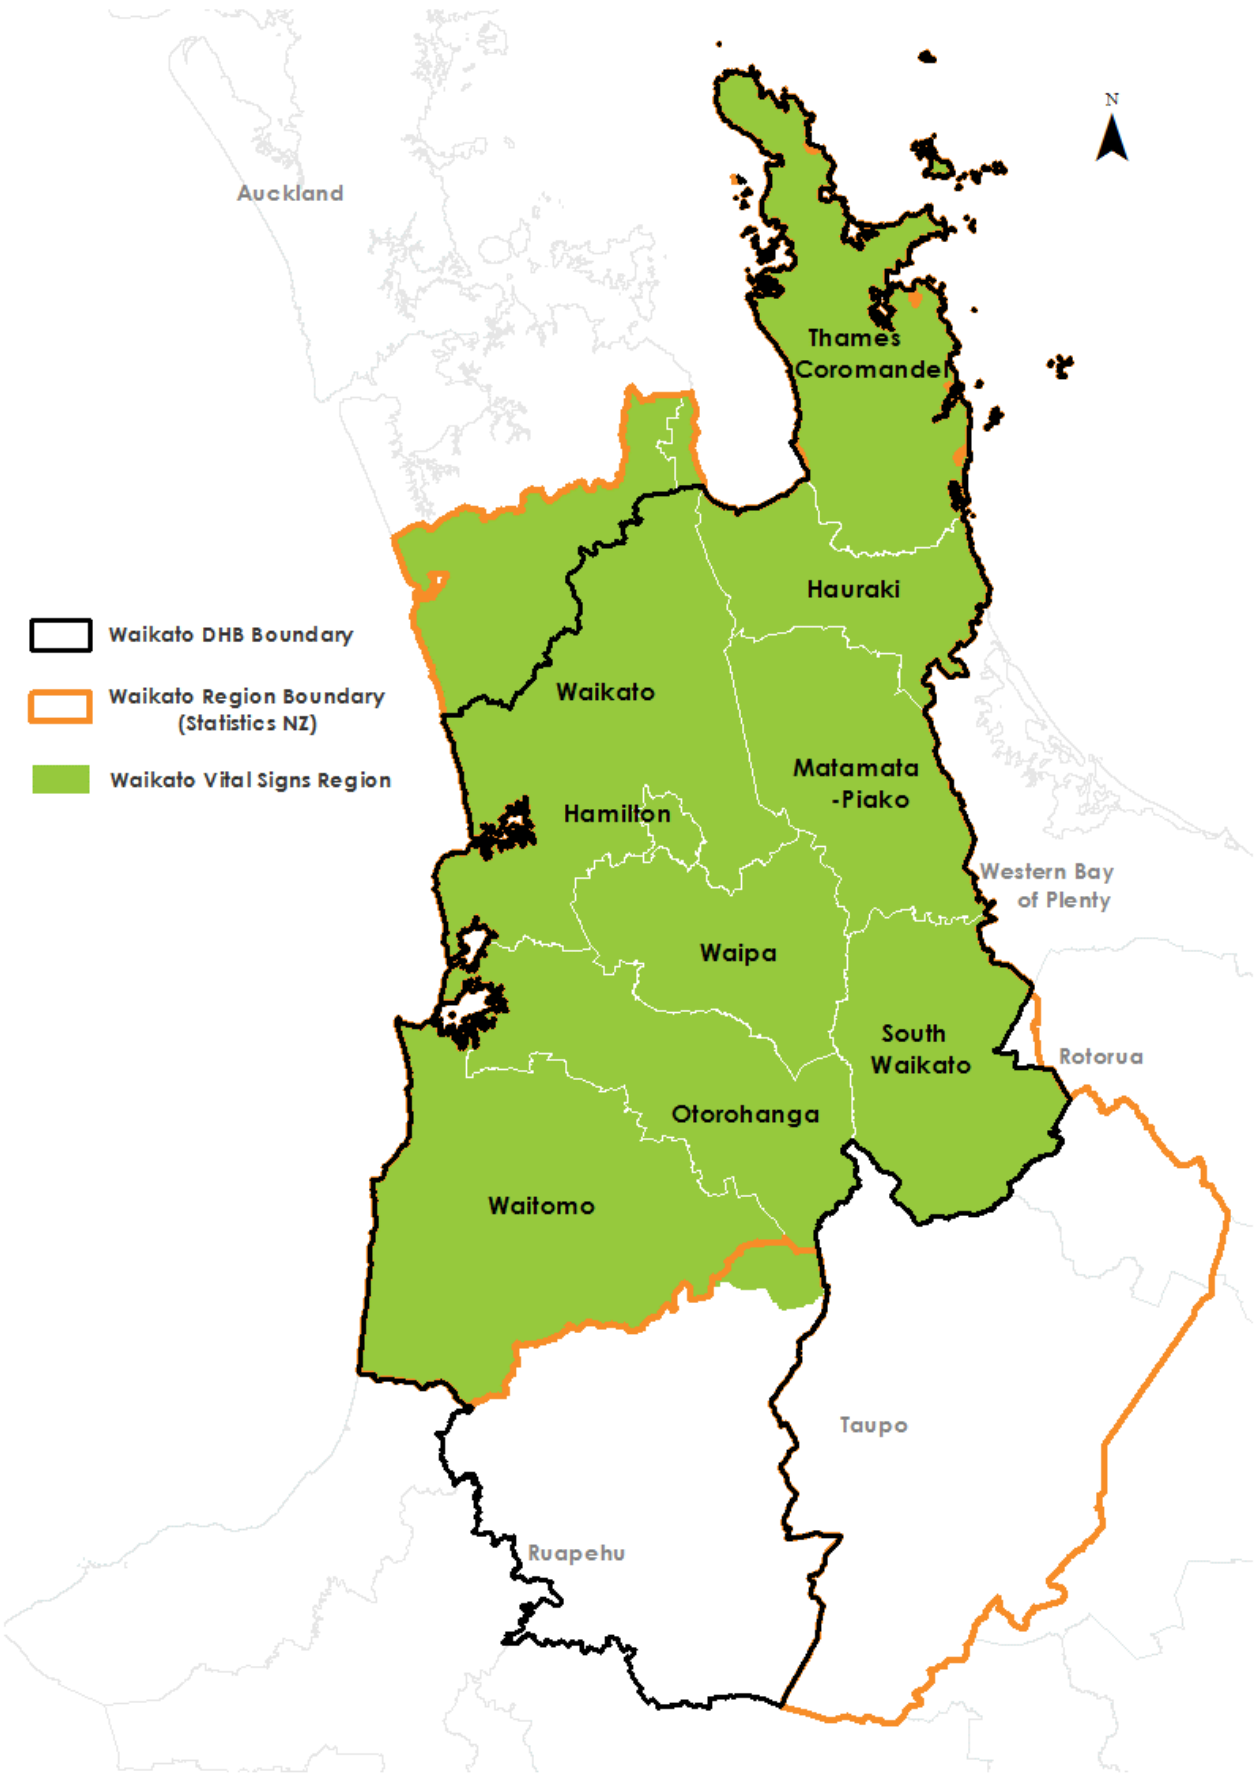 N
Auckland
Thames
Coromandel
Hauraki
Waikato DHB Boundary
Waikato Region Boundary
(Statistics NZ)
Waikato Vital Signs Region
Waikato
Matamata
-Piako
Hamilton
Western Bay
of Plenty
Waipa
South
Waikato
Rotorua
Otorohanga
Waitomo
Taupo
Ruapehu